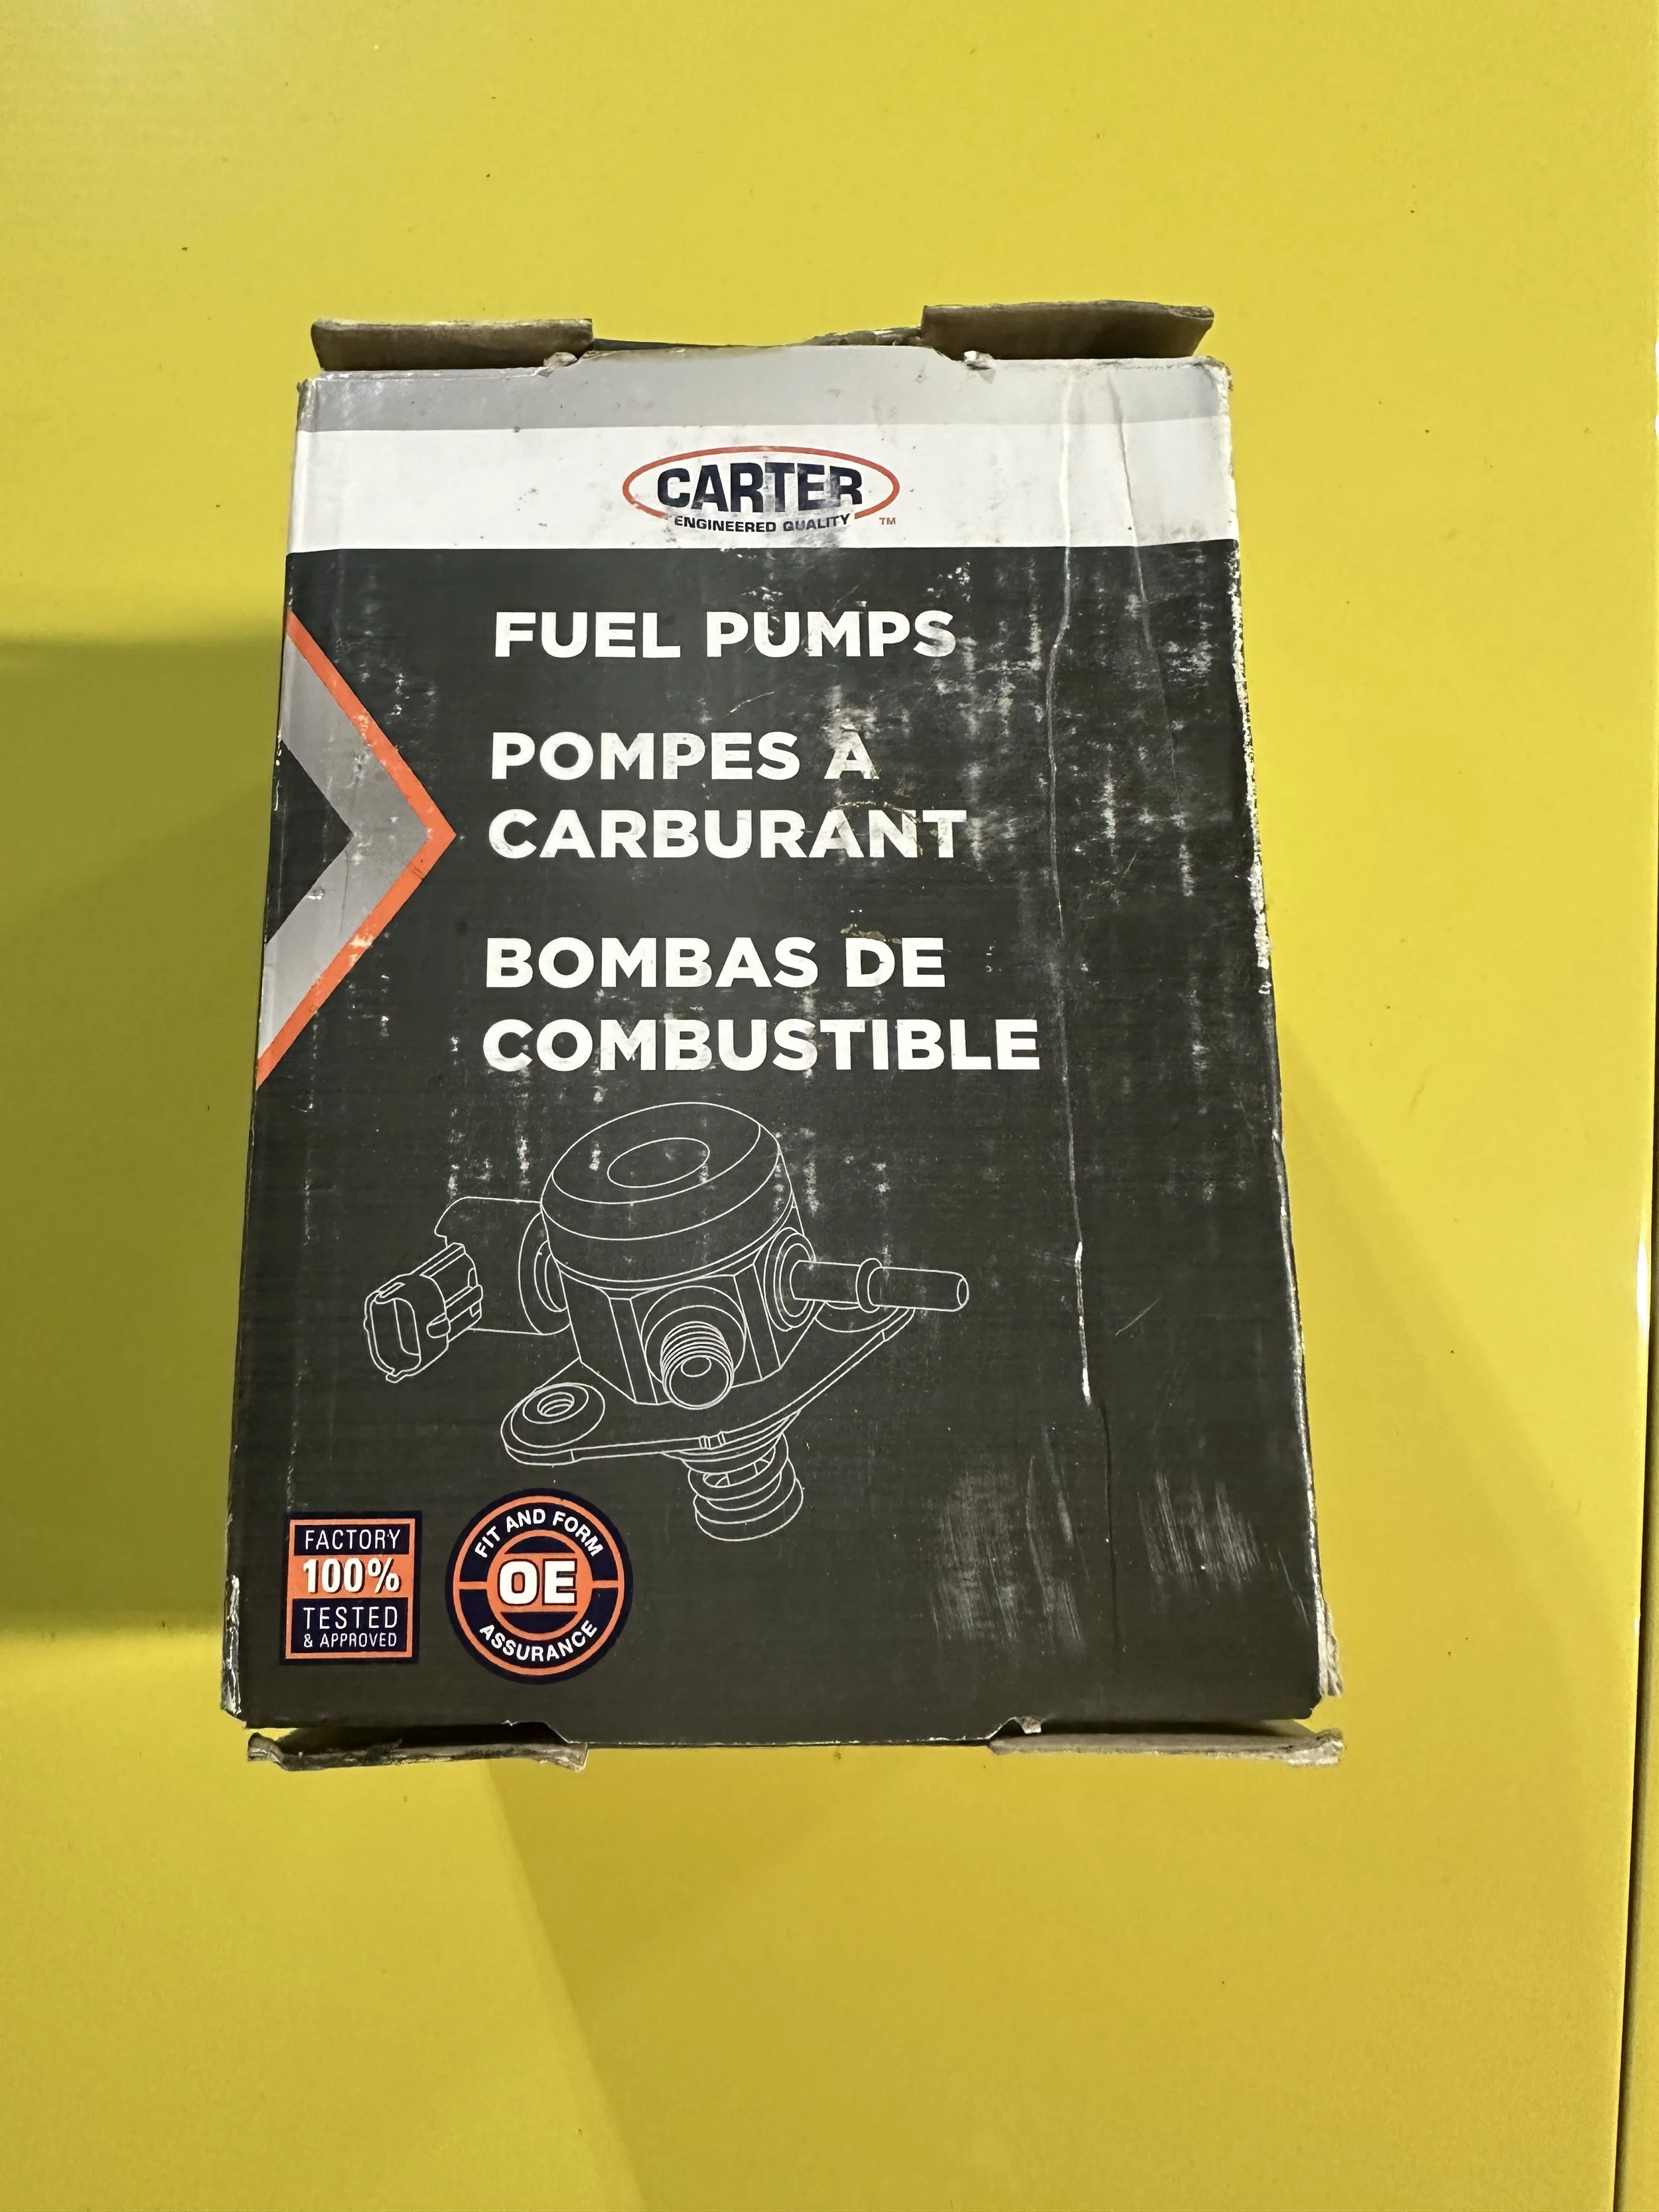 CARTER
ENGINEERED QUALITY ™
FUEL PUMPS
POMPES À
CARBURANT
BOMBAS DE
COMBUSTIBLE
FACTORY
100%
TESTED
& APPROVED
FIT AND FORM
OE
ASSURANCE